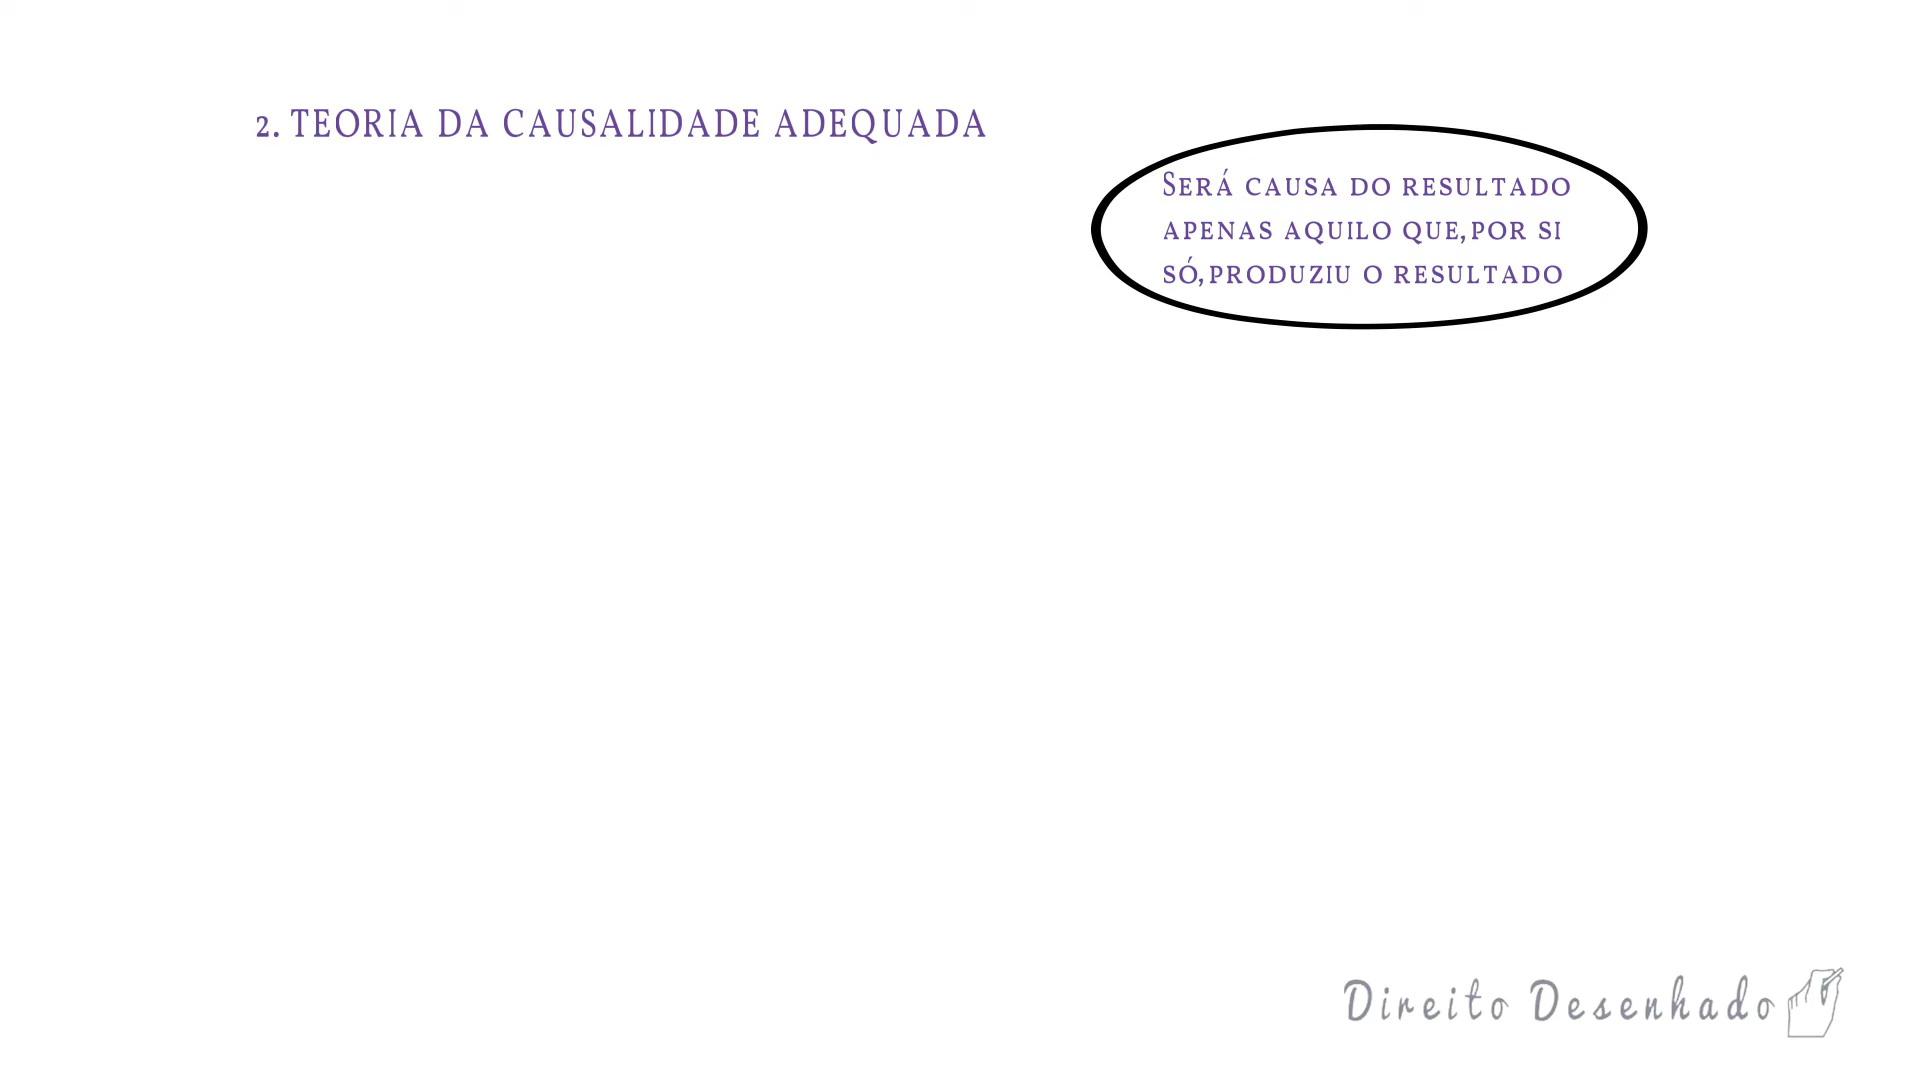 2. TEORIA DA CAUSALIDADE ADEQUADA
SERÁ CAUSA DO RESULTADO
APENAS AQUILO QUE,POR SI
SÓ,PRODUZIU O RESULTADO
Direito Desenhado